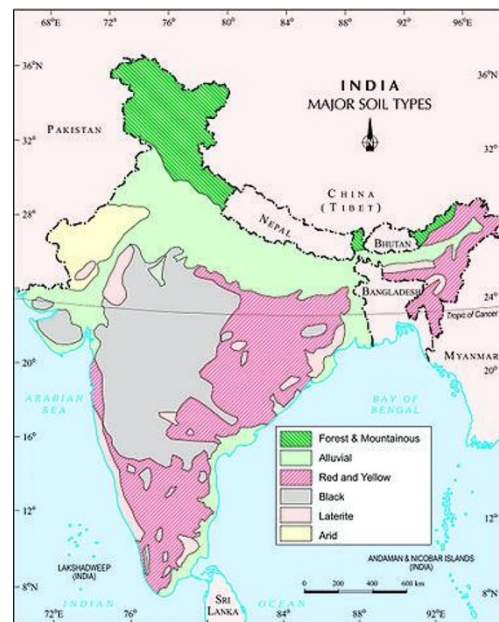 68°E
72°
76°
80°
84°
88°
92°
96°E
36°N
36°N
INDIA
MAJOR SOIL TYPES
N
PAKISTAN
32°
32°
CHINA
(TIBET)
28°
28°
NEPAL
BHUTAN
BANGLADESH
24°
24°
Tropic of Cancer
MYANMAR
20°
20°
ARABIAN
SEA
BAY OF
BENGAL
16°
Forest & Mountainous
Alluvial
Red and Yellow
Black
Laterite
Arid
12°
LAKSHADWEEP
(INDIA)
ANDAMAN & NICOBAR ISLANDS
(INDIA)
8°N
0 200 400 600 km
SRI
LANKA
INDIAN OCEAN
72°E
76°
80°
84°
88°
92°E